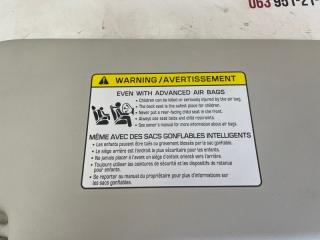 063 951-21-
WARNING/AVERTISSEMENT
EVEN WITH ADVANCED AIR BAGS
• Children can be killed or seriously injured by the air bag.
• The back seat is the safest place for children.
• Never put a rear-facing child seat in the front.
• Always use seat belts and child restraints.
• See owner's manual for more information about air bags.
MÊME AVEC DES SACS GONFLABLES INTELLIGENTS
• Les enfants peuvent être tués ou gravement blessés par le sac gonflable.
• Le siège arrière est l'endroit le plus sécuritaire pour les enfants.
• Ne jamais placer à l'avant un siège d'enfant orienté vers l'arrière.
• Toujours utiliser les ceintures de sécurité et les dispositifs de retenue
pour enfants.
• Se reporter au manuel du propriétaire pour plus d'informations sur
les sacs gonflables.